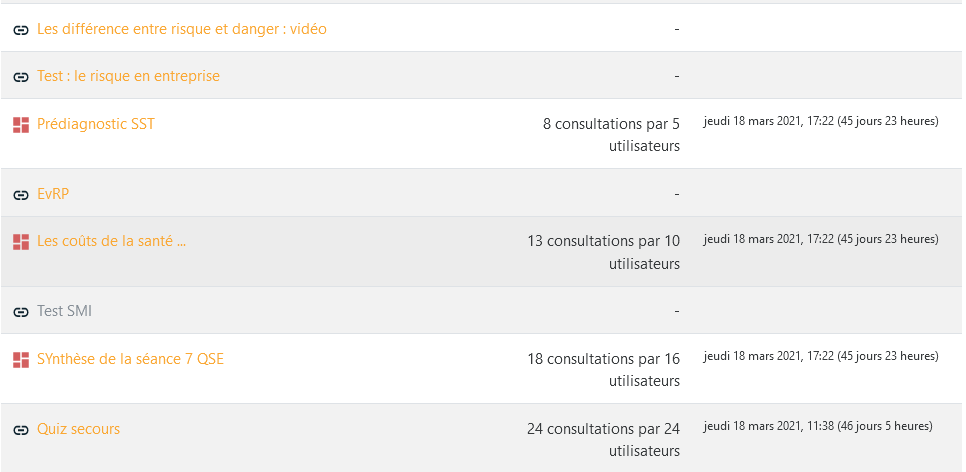 Les différence entre risque et danger : vidéo -
Test : le risque en entreprise -
Prédiagnostic SST 8 consultations par 5 jeudi 18 mars 2021, 17:22 (45 jours 23 heures)
utilisateurs
EvRP -
Les coûts de la santé ... 13 consultations par 10 jeudi 18 mars 2021, 17:22 (45 jours 23 heures)
utilisateurs
Test SMI -
SYnthèse de la séance 7 QSE 18 consultations par 16 jeudi 18 mars 2021, 17:22 (45 jours 23 heures)
utilisateurs
Quiz secours 24 consultations par 24 jeudi 18 mars 2021, 11:38 (46 jours 5 heures)
utilisateurs